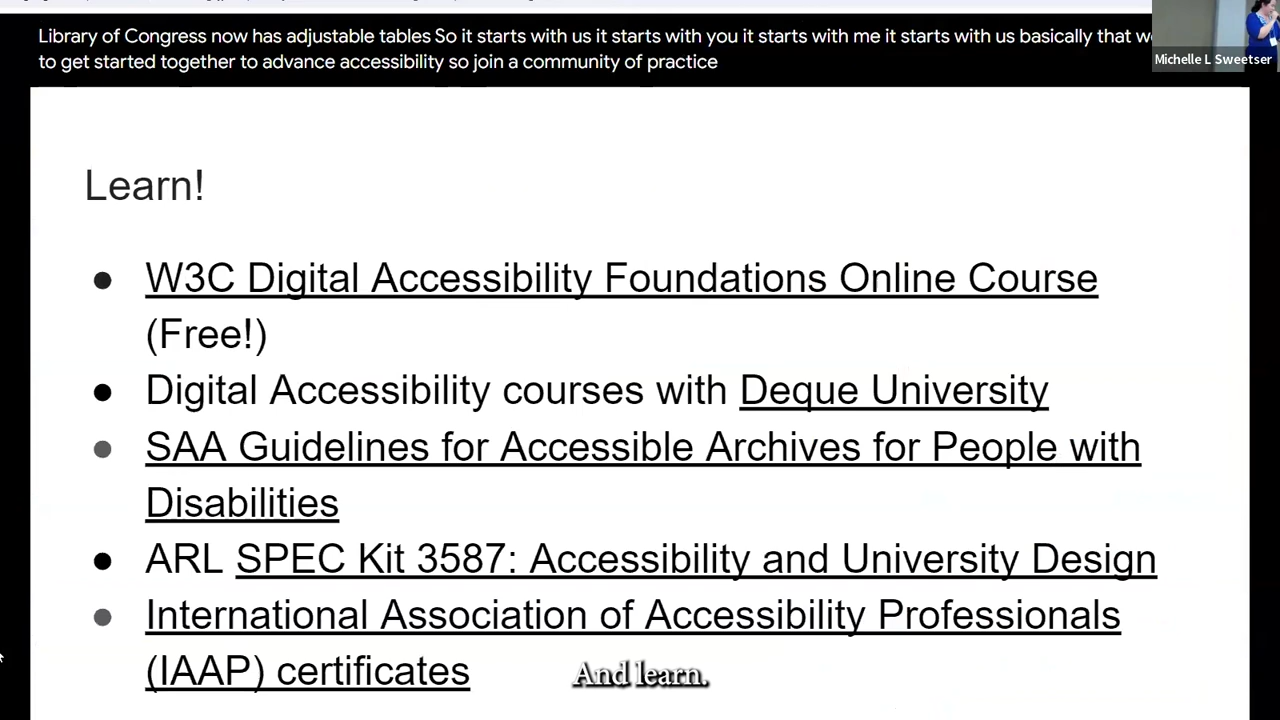 Library of Congress now has adjustable tables So it starts with us it starts with you it starts with me it starts with us basically that
to get started together to advance accessibility so join a community of practice
Michelle L Sweetser
Learn!
● W3C Digital Accessibility Foundations Online Course
(Free!)
● Digital Accessibility courses with Deque University
● SAA Guidelines for Accessible Archives for People with
Disabilities
● ARL SPEC Kit 3587: Accessibility and University Design
● International Association of Accessibility Professionals
(IAAP) certificates
And learn.